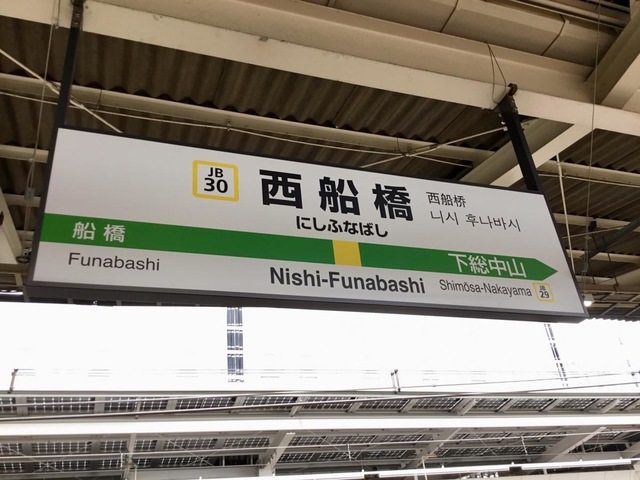 JB
30
西船橋
にしふなばし
西船桥
니시 후나바시
船橋
Funabashi
Nishi-Funabashi
下総中山
Shimōsa-Nakayama
JB
29